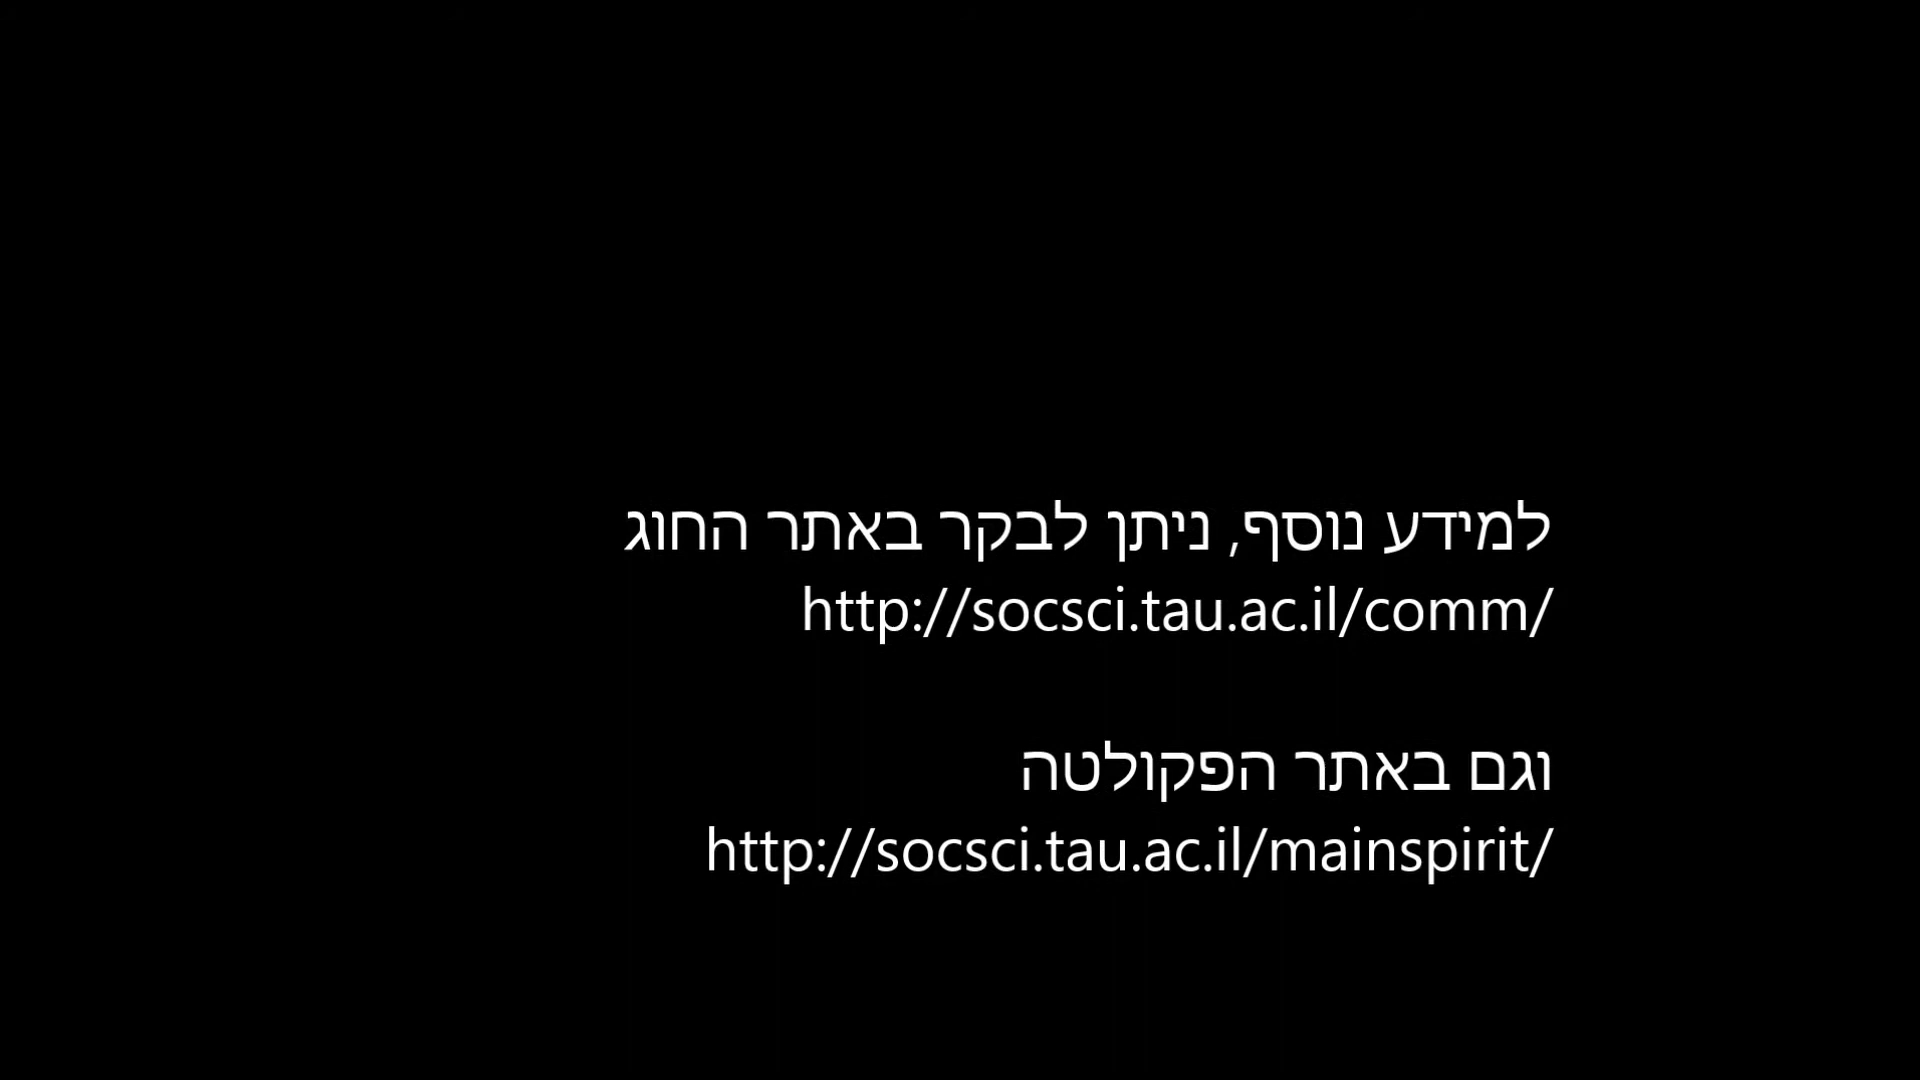 למידע נוסף, ניתן לבקר באתר החוג
http://socsci.tau.ac.il/comm/
וגם באתר הפקולטה
http://socsci.tau.ac.il/mainspirit/